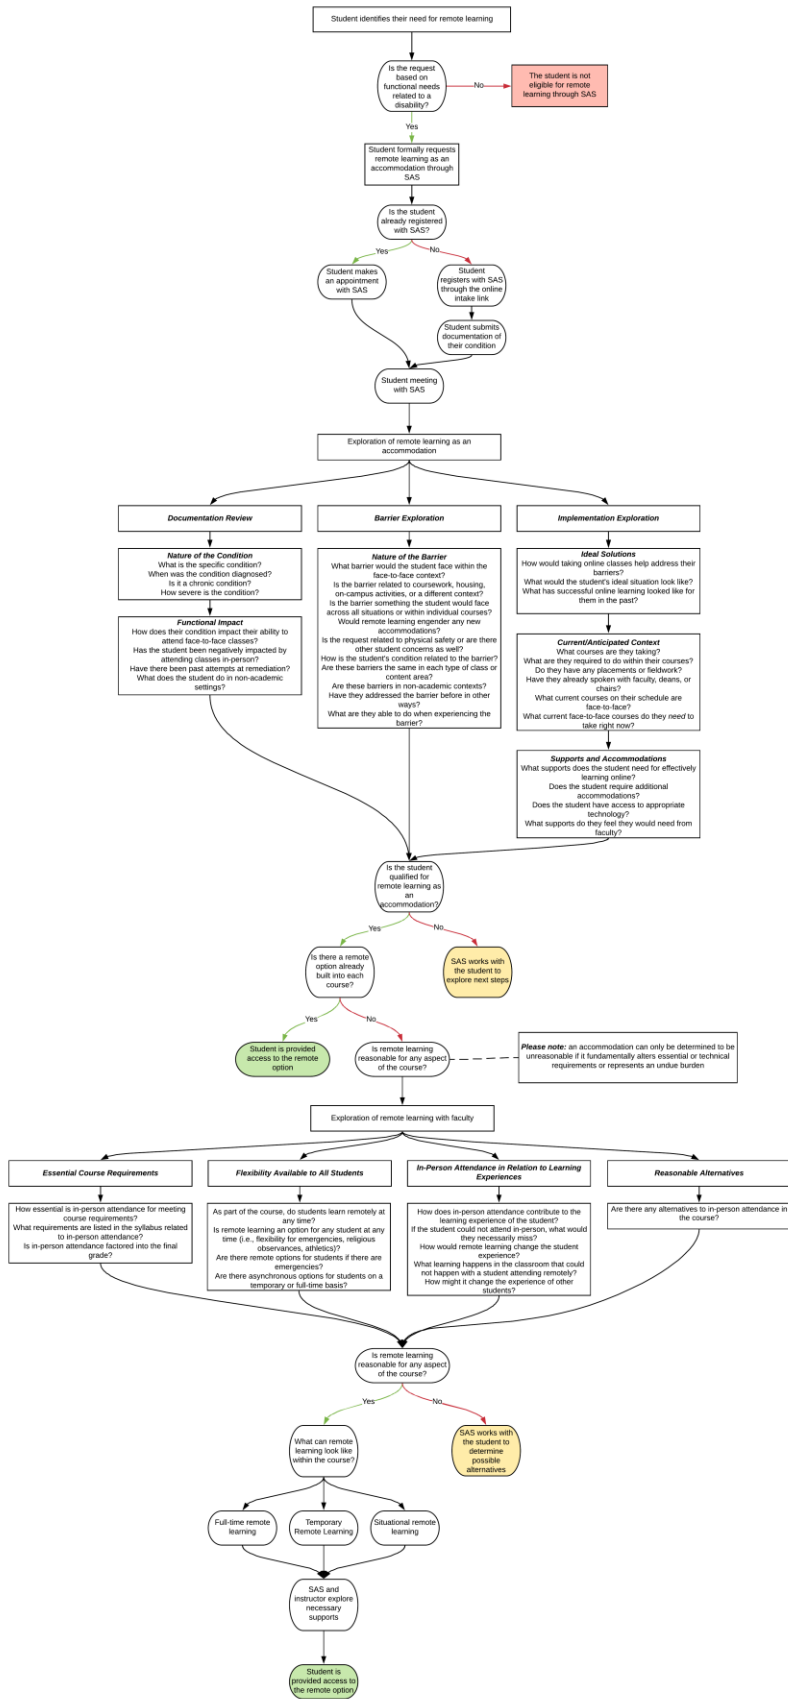 Student identifies their need for remote learning
Is the request
based on
functional needs
related to a
disability?
No
The student is not
eligible for remote
learning through SAS
Yes
Student formally requests
remote learning as an
accommodation through
SAS
Is the student
already registered
with SAS?
Yes
No
Student makes
an appointment
with SAS
Student
registers with SAS
through the online
intake link
Student submits
documentation of
their condition
Student meeting
with SAS
Exploration of remote learning as an
accommodation
Documentation Review
Barrier Exploration
Implementation Exploration
Nature of the Condition
What is the specific condition?
When was the condition diagnosed?
Is it a chronic condition?
How severe is the condition?
Functional Impact
How does their condition impact their ability to
attend face-to-face classes?
Has the student been negatively impacted by
attending classes in-person?
Have there been past attempts at remediation?
What does the student do in non-academic
settings?
Nature of the Barrier
What barrier would the student face within the
face-to-face context?
Is the barrier related to coursework, housing,
on-campus activities, or a different context?
Is the barrier something the student would face
across all situations or within individual courses?
Would remote learning engender any new
accommodations?
Is the request related to physical safety or are there
other student concerns as well?
How is the student's condition related to the barrier?
Are these barriers the same in each type of class or
content area?
Are these barriers in non-academic contexts?
Have they addressed the barrier before in other
ways?
What are they able to do when experiencing the
barrier?
Ideal Solutions
How would taking online classes help address their
barriers?
What would the student's ideal situation look like?
What has successful online learning looked like for
them in the past?
Current/Anticipated Context
What courses are they taking?
What are they required to do within their courses?
Do they have any placements or fieldwork?
Have they already spoken with faculty, deans, or
chairs?
What current courses on their schedule are
face-to-face?
What current face-to-face courses do they need to
take right now?
Supports and Accommodations
What supports does the student need for effectively
learning online?
Does the student require additional
accommodations?
Does the student have access to appropriate
technology?
What supports do they feel they would need from
faculty?
Is the student
qualified for
remote learning as
an
accommodation?
Yes
No
Is there a remote
option already
built into each
course?
SAS works with
the student to
explore next steps
Yes
No
Student is provided
access to the remote
option
Is remote learning
reasonable for any aspect
of the course?
Please note: an accommodation can only be determined to be
unreasonable if it fundamentally alters essential or technical
requirements or represents an undue burden
Exploration of remote learning with faculty
Essential Course Requirements
Flexibility Available to All Students
In-Person Attendance in Relation to Learning
Experiences
Reasonable Alternatives
How essential is in-person attendance for meeting
course requirements?
What requirements are listed in the syllabus related
to in-person attendance?
Is in-person attendance factored into the final
grade?
As part of the course, do students learn remotely at
any time?
Is remote learning an option for any student at any
time (i.e., flexibility for emergencies, religious
observances, athletics)?
Are there remote options for students if there are
emergencies?
Are there asynchronous options for students on a
temporary or full-time basis?
How does in-person attendance contribute to the
learning experience of the student?
If the student could not attend in-person, what would
they necessarily miss?
How would remote learning change the student
experience?
What learning happens in the classroom that could
not happen with a student attending remotely?
How might it change the experience of other
students?
Are there any alternatives to in-person attendance in
the course?
Is remote learning
reasonable for any aspect
of the course?
Yes
No
What can remote
learning look like
within the course?
SAS works with
the student to
determine
possible
alternatives
Full-time remote
learning
Temporary
Remote Learning
Situational remote
learning
SAS and
instructor explore
necessary
supports
Student is
provided access to
the remote option